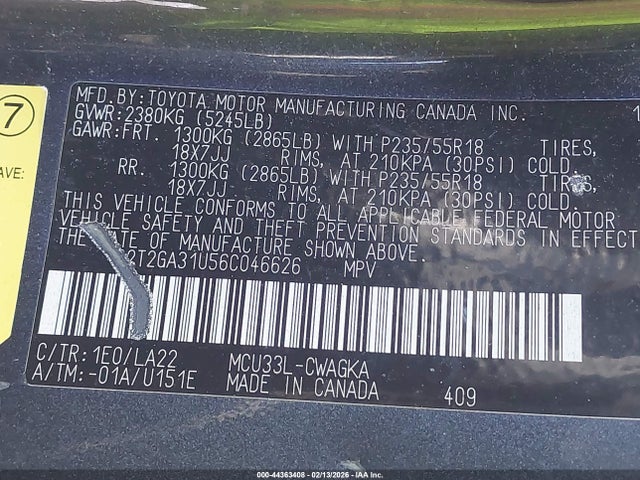 7
AVE:
MFD.BY:TOYOTA MOTOR MANUFACTURING CANADA INC.
GVWR:2380KG (5245LB)
GAWR:FRT. 1300KG (2865LB) WITH P235/55R18 TIRES,
18X7JJ RIMS, AT 210KPA (30PSI) COLD.
RR. 1300KG (2865LB) WITH P235/55R18 TIRES,
18X7JJ- RIMS, AT 210KPA (30PSI) COLD.
THIS VEHICLE CONFORMS TO ALL APPLICABLE FEDERAL MOTOR
VEHICLE SAFETY AND THEFT PREVENTION STANDARDS IN EFFECT
THE DATE OF MANUFACTURE SHOWN ABOVE.
2T2GA31U56C046626 MPV
C/TR: 1E0/LA22 MCU33L-CWAGKA
A/TM:-01A/U151E MADE IN CANADA 409
000-44363408 - 02/13/2026 - IAA Inc.